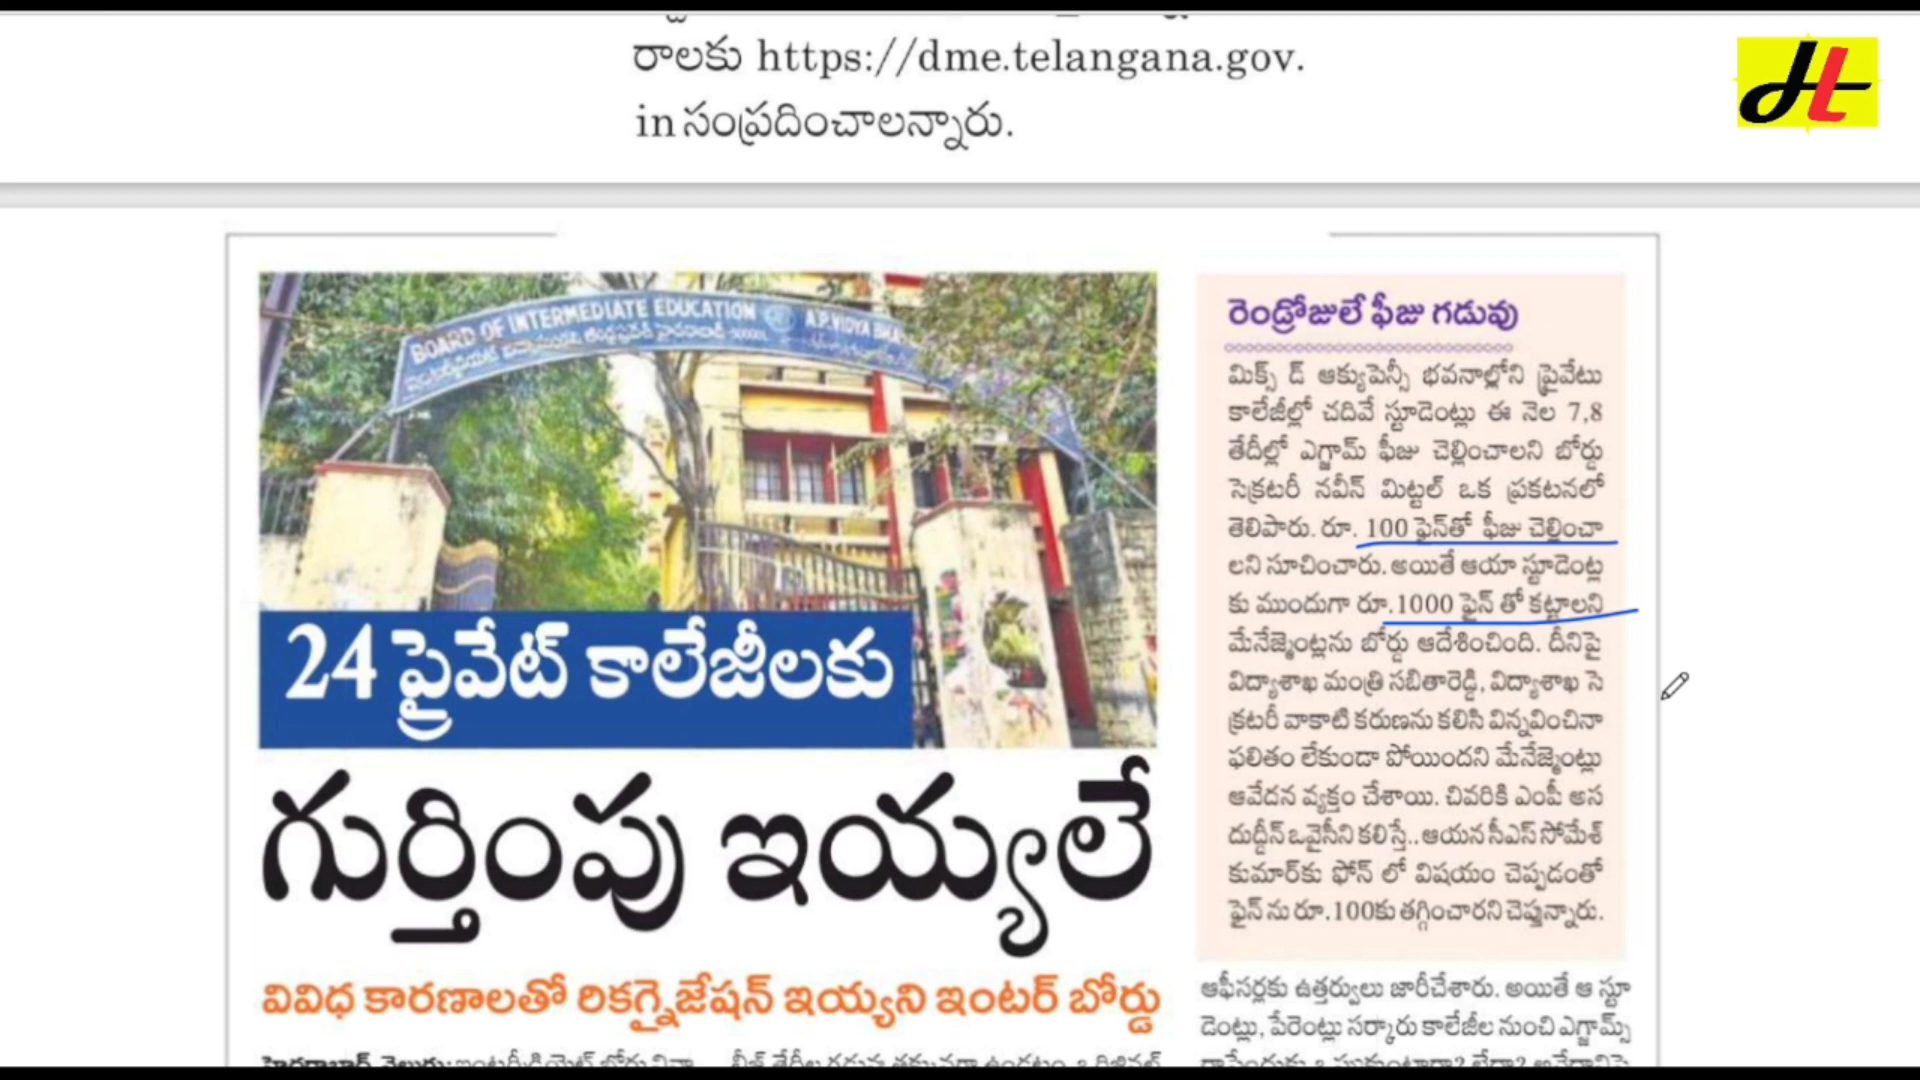 రాలకు https://dme.telangana.gov.
in సంప్రదించాలన్నారు.
BOARD OF INTERMEDIATE EDUCATION A.P.VIDYA
24 ప్రైవేట్ కాలేజీలకు
గుర్తింపు ఇయ్యలే
వివిధ కారణాలతో రికగ్నైజేషన్ ఇయ్యని ఇంటర్ బోర్డు
రెండ్రోజులే ఫీజు గడువు
మిక్స్ డ్ ఆక్యుపెన్సీ భవనాల్లోని ప్రైవేటు
కాలేజీల్లో చదివే స్టూడెంట్లు ఈ నెల 7,8
తేదీల్లో ఎగ్జామ్ ఫీజు చెల్లించాలని బోర్డు
సెక్రటరీ నవీన్ మిట్టల్ ఒక ప్రకటనలో
తెలిపారు. రూ. 100 ఫైన్‌తో ఫీజు చెల్లించా
లని సూచించారు. అయితే ఆయా స్టూడెంట్ల
కు ముందుగా రూ.1000 ఫైన్ తో కట్టాలని
మేనేజ్మెంట్లను బోర్డు ఆదేశించింది. దీనిపై
విద్యాశాఖ మంత్రి సబితారెడ్డి, విద్యాశాఖ సె
క్రటరీ వాకాటి కరుణను కలిసి విన్నవించినా
ఫలితం లేకుండా పోయిందని మేనేజ్మెంట్లు
ఆవేదన వ్యక్తం చేశాయి. చివరికి ఎంపీ అస
దుద్దీన్ ఒవైసీని కలిస్తే.. ఆయన సీఎస్ సోమేశ్
కుమార్‌కు ఫోన్ లో విషయం చెప్పడంతో
ఫైన్ ను రూ.100కు తగ్గించారని చెప్తున్నారు.
ఆఫీసర్లకు ఉత్తర్వులు జారీచేశారు. అయితే ఆ స్టూ
డెంట్లు, పేరెంట్లు సర్కారు కాలేజీల నుంచి ఎగ్జామ్స్